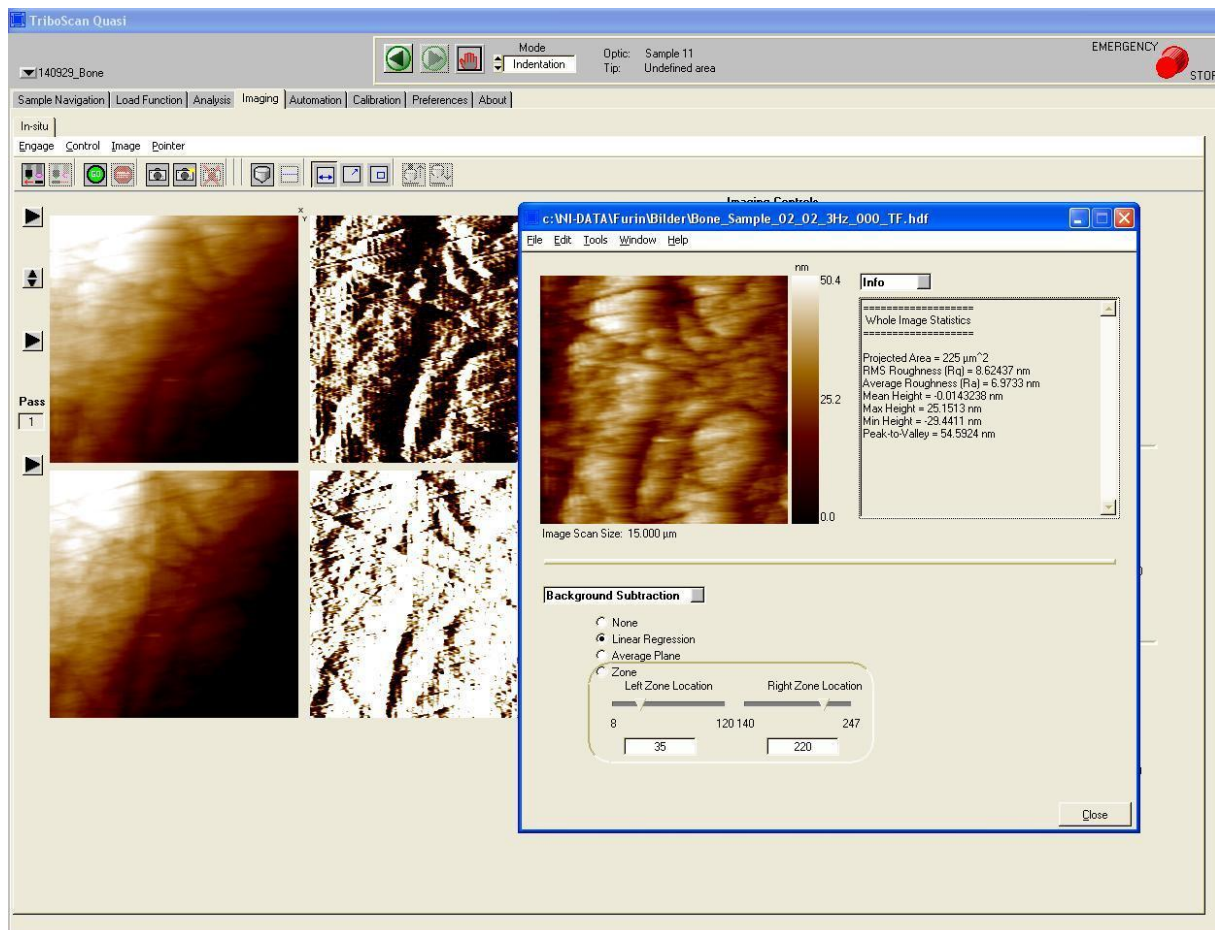 TriboScan Quasi
140929_Bone
Mode
Indentation
Optic: Sample 11
Tip: Undefined area
EMERGENCY
STOP
Sample Navigation Load Function Analysis Imaging Automation Calibration Preferences About
In-situ
Engage Control Image Pointer
X
Y
Pass
1
Imaging Controls
c:\NI-DATA\Furin\Bilder\Bone_Sample_02_02_3Hz_000_TF.hdf
File Edit Tools Window Help
nm
50.4
25.2
0.0
Image Scan Size: 15.000 µm
Info
===================
Whole Image Statistics
===================
Projected Area = 225 µm^2
RMS Roughness (Rq) = 8.62437 nm
Average Roughness (Ra) = 6.9733 nm
Mean Height = -0.0143238 nm
Max Height = 25.1513 nm
Min Height = -29.4411 nm
Peak-to-Valley = 54.5924 nm
Background Subtraction
None
Linear Regression
Average Plane
Zone
Left Zone Location Right Zone Location
8 120 140 247
35 220
Close